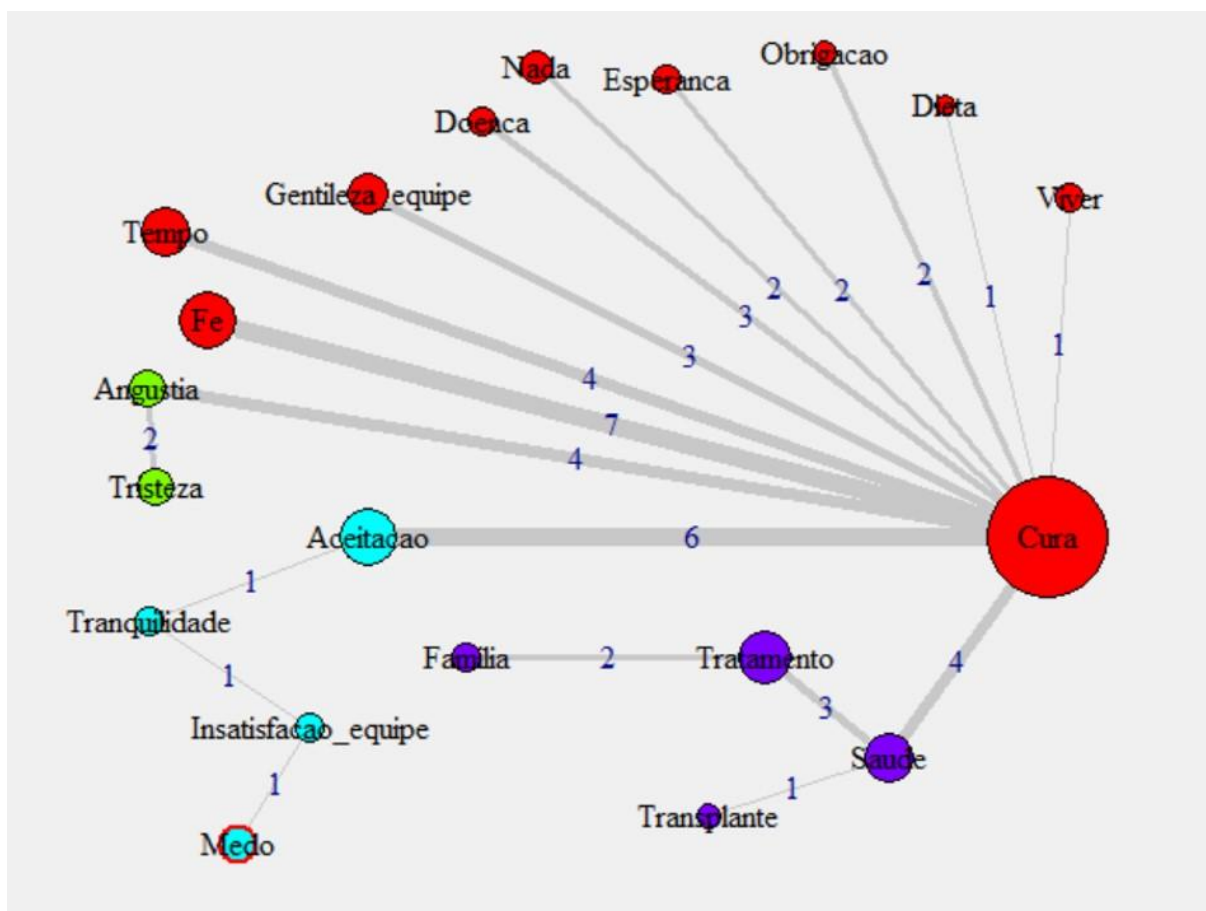 Obrigacao
Nada
Esperanca
Dieta
Doenca
Gentileza_equipe
Viver
Tempo
2
2
2
1
3
Fe
1
3
4
Angustia
7
2
4
Tristeza
Aceitacao
6
Cura
1
Tranquilidade
Familia
2
Tratamento
4
1
3
Insatisfacao_equipe
Saude
1
1
Transplante
Medo